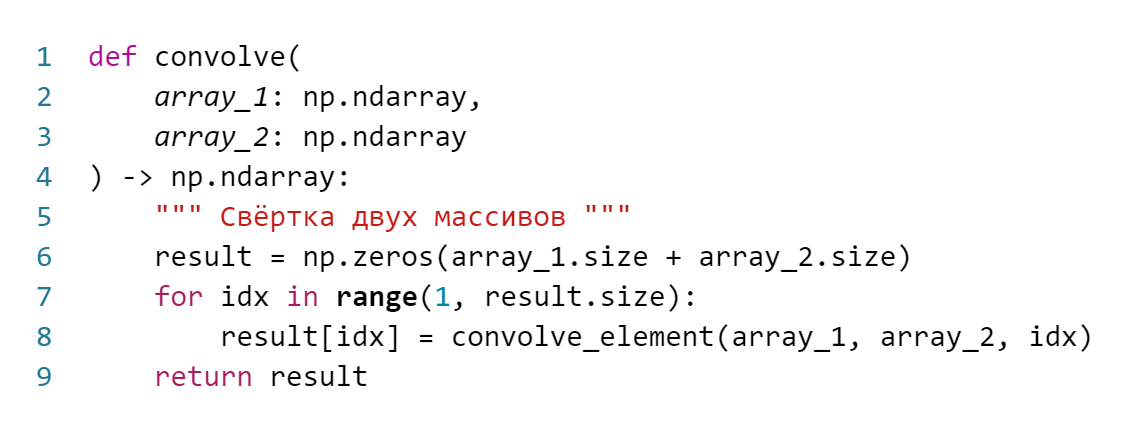 1 def convolve(
2     array_1: np.ndarray,
3     array_2: np.ndarray
4 ) -> np.ndarray:
5     """ Свёртка двух массивов """
6     result = np.zeros(array_1.size + array_2.size)
7     for idx in range(1, result.size):
8         result[idx] = convolve_element(array_1, array_2, idx)
9     return result